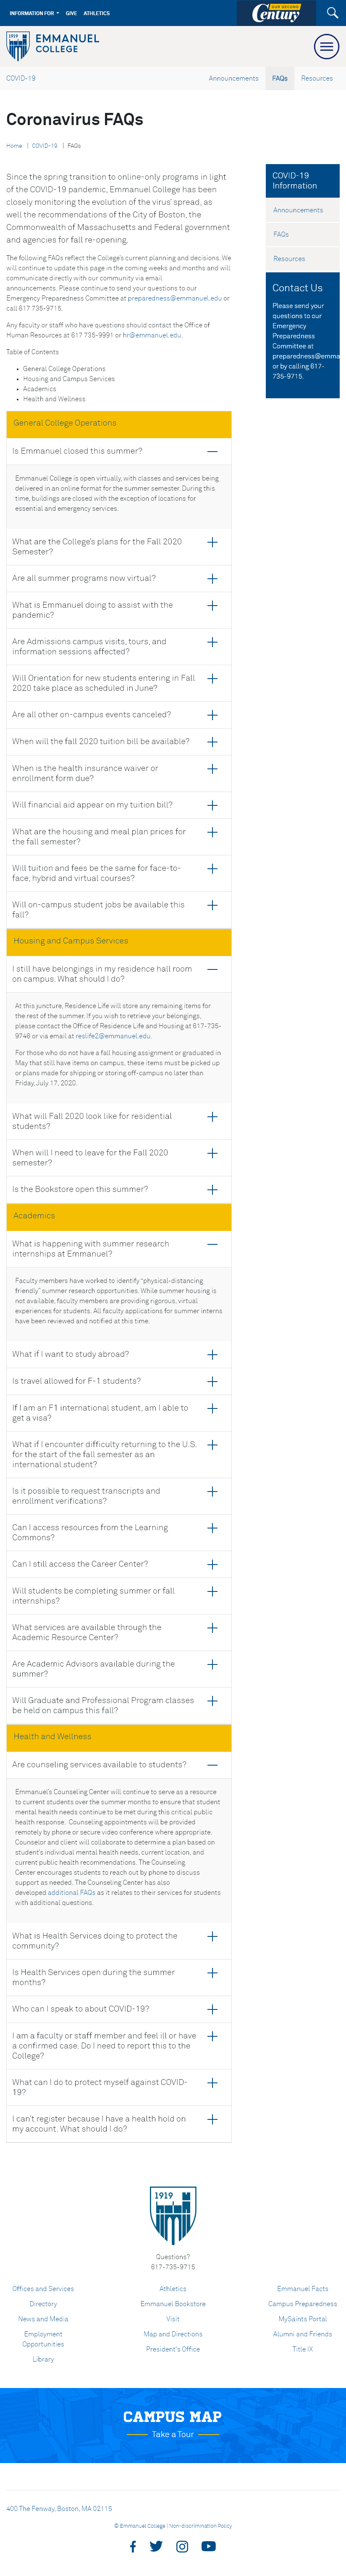 INFORMATION FOR GIVE ATHLETICS
OUR SECOND
Century
1919
EMMANUEL
COLLEGE
COVID-19 Announcements FAQs Resources
Coronavirus FAQs
Home | COVID-19 | FAQs
Since the spring transition to online-only programs in light
of the COVID-19 pandemic, Emmanuel College has been
closely monitoring the evolution of the virus' spread, as
well the recommendations of the City of Boston, the
Commonwealth of Massachusetts and Federal government
and agencies for fall re-opening.
The following FAQs reflect the College's current planning and decisions. We
will continue to update this page in the coming weeks and months and will
communicate directly with our community via email
announcements. Please continue to send your questions to our
Emergency Preparedness Committee at preparedness@emmanuel.edu or
call 617 735-9715.
Any faculty or staff who have questions should contact the Office of
Human Resources at 617 735-9991 or hr@emmanuel.edu.
Table of Contents
General College Operations
Housing and Campus Services
Academics
Health and Wellness
COVID-19
Information
Announcements
FAQs
Resources
Contact Us
Please send your
questions to our
Emergency
Preparedness
Committee at
preparedness@emma
or by calling 617-
735-9715.
General College Operations
Is Emmanuel closed this summer?
Emmanuel College is open virtually, with classes and services being
delivered in an online format for the summer semester. During this
time, buildings are closed with the exception of locations for
essential and emergency services.
What are the College's plans for the Fall 2020
Semester?
Are all summer programs now virtual?
What is Emmanuel doing to assist with the
pandemic?
Are Admissions campus visits, tours, and
information sessions affected?
Will Orientation for new students entering in Fall
2020 take place as scheduled in June?
Are all other on-campus events canceled?
When will the fall 2020 tuition bill be available?
When is the health insurance waiver or
enrollment form due?
Will financial aid appear on my tuition bill?
What are the housing and meal plan prices for
the fall semester?
Will tuition and fees be the same for face-to-
face, hybrid and virtual courses?
Will on-campus student jobs be available this
fall?
Housing and Campus Services
I still have belongings in my residence hall room
on campus. What should I do?
At this juncture, Residence Life will store any remaining items for
the rest of the summer. If you wish to retrieve your belongings,
please contact the Office of Residence Life and Housing at 617-735-
9746 or via email at reslife2@emmanuel.edu.
For those who do not have a fall housing assignment or graduated in
May that still have items on campus, these items must be picked up
or plans made for shipping or storing off-campus no later than
Friday, July 17, 2020.
What will Fall 2020 look like for residential
students?
When will I need to leave for the Fall 2020
semester?
Is the Bookstore open this summer?
Academics
What is happening with summer research
internships at Emmanuel?
Faculty members have worked to identify "physical-distancing
friendly" summer research opportunities. While summer housing is
not available, faculty members are providing rigorous, virtual
experiences for students. All faculty applications for summer interns
have been reviewed and notified at this time.
What if I want to study abroad?
Is travel allowed for F-1 students?
If I am an F1 international student, am I able to
get a visa?
What if I encounter difficulty returning to the U.S.
for the start of the fall semester as an
international student?
Is it possible to request transcripts and
enrollment verifications?
Can I access resources from the Learning
Commons?
Can I still access the Career Center?
Will students be completing summer or fall
internships?
What services are available through the
Academic Resource Center?
Are Academic Advisors available during the
summer?
Will Graduate and Professional Program classes
be held on campus this fall?
Health and Wellness
Are counseling services available to students?
Emmanuel's Counseling Center will continue to serve as a resource
to current students over the summer months to ensure that student
mental health needs continue to be met during this critical public
health response. Counseling appointments will be provided
remotely by phone or secure video conference where appropriate.
Counselor and client will collaborate to determine a plan based on
student's individual mental health needs, current location, and
current public health recommendations. The Counseling
Center encourages students to reach out by phone to discuss
support as needed. The Counseling Center has also
developed additional FAQs as it relates to their services for students
with additional questions.
What is Health Services doing to protect the
community?
Is Health Services open during the summer
months?
Who can I speak to about COVID-19?
I am a faculty or staff member and feel ill or have
a confirmed case. Do I need to report this to the
College?
What can I do to protect myself against COVID-
19?
I can't register because I have a health hold on
my account. What should I do?
1919
Questions?
617-735-9715
Offices and Services
Directory
News and Media
Employment
Opportunities
Library
Athletics
Emmanuel Bookstore
Visit
Map and Directions
President's Office
Emmanuel Facts
Campus Preparedness
MySaints Portal
Alumni and Friends
Title IX
CAMPUS MAP
Take a Tour
400 The Fenway, Boston, MA 02115
© Emmanuel College | Non-discrimination Policy